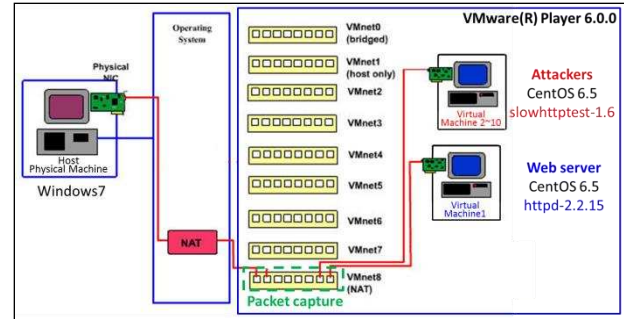 VMware(R) Player 6.0.0
Operating
System
Physical
NIC
Host
Physical Machine
Windows7
NAT
VMnet0
(bridged)
VMnet1
(host only)
VMnet2
VMnet3
VMnet4
VMnet5
VMnet6
VMnet7
VMnet8
(NAT)
Packet capture
Virtual
Machine 2~10
Attackers
CentOS 6.5
slowhttptest-1.6
Virtual
Machine1
Web server
CentOS 6.5
httpd-2.2.15